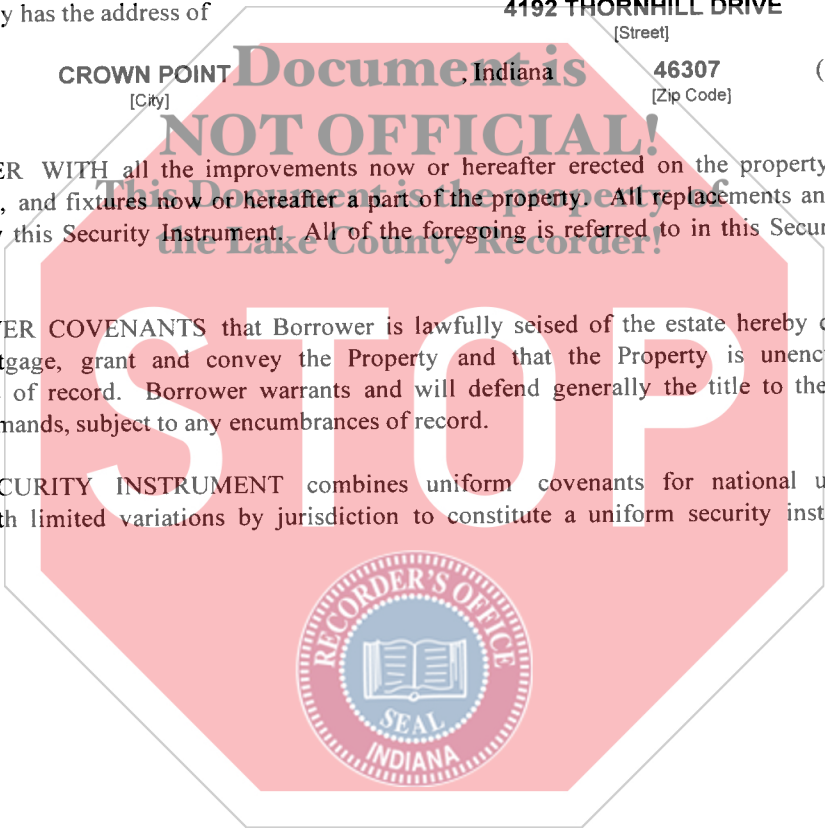 y has the address of
4192 THORNHILL DRIVE
[Street]
CROWN POINT , Indiana 46307 (
[City] [Zip Code]
Document is
NOT OFFICIAL!
This Document is the property of
the Lake County Recorder!
ER WITH all the improvements now or hereafter erected on the property
, and fixtures now or hereafter a part of the property. All replacements an
y this Security Instrument. All of the foregoing is referred to in this Secur
ER COVENANTS that Borrower is lawfully seised of the estate hereby c
tgage, grant and convey the Property and that the Property is unenc
of record. Borrower warrants and will defend generally the title to the
mands, subject to any encumbrances of record.
STOP
CURITY INSTRUMENT combines uniform covenants for national u
th limited variations by jurisdiction to constitute a uniform security inst
RECORDER'S OFFICE
SEAL
INDIANA